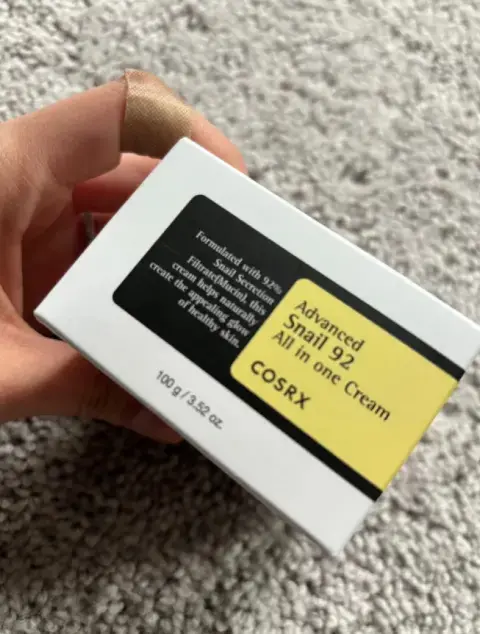 Formulated with 92%
Snail Secretion
Filtrate(Mucin), this
cream helps naturally
create the appealing glow
of healthy skin.
Advanced
Snail 92
All in one Cream
COSRX
100 g / 3.52 oz.